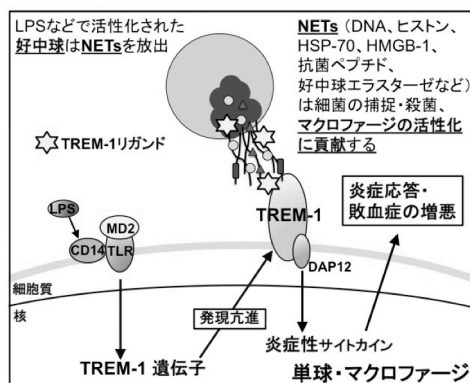 LPSなどで活性化された
好中球はNETsを放出
NETs（DNA、ヒストン、
HSP-70、HMGB-1、
抗菌ペプチド、
好中球エラスターゼなど）
は細菌の捕捉・殺菌、
マクロファージの活性化
に貢献する
TREM-1リガンド
LPS
MD2
CD14
TLR
TREM-1
DAP12
炎症応答・
敗血症の増悪
細胞質
核
発現亢進
TREM-1 遺伝子
炎症性サイトカイン
単球・マクロファージ